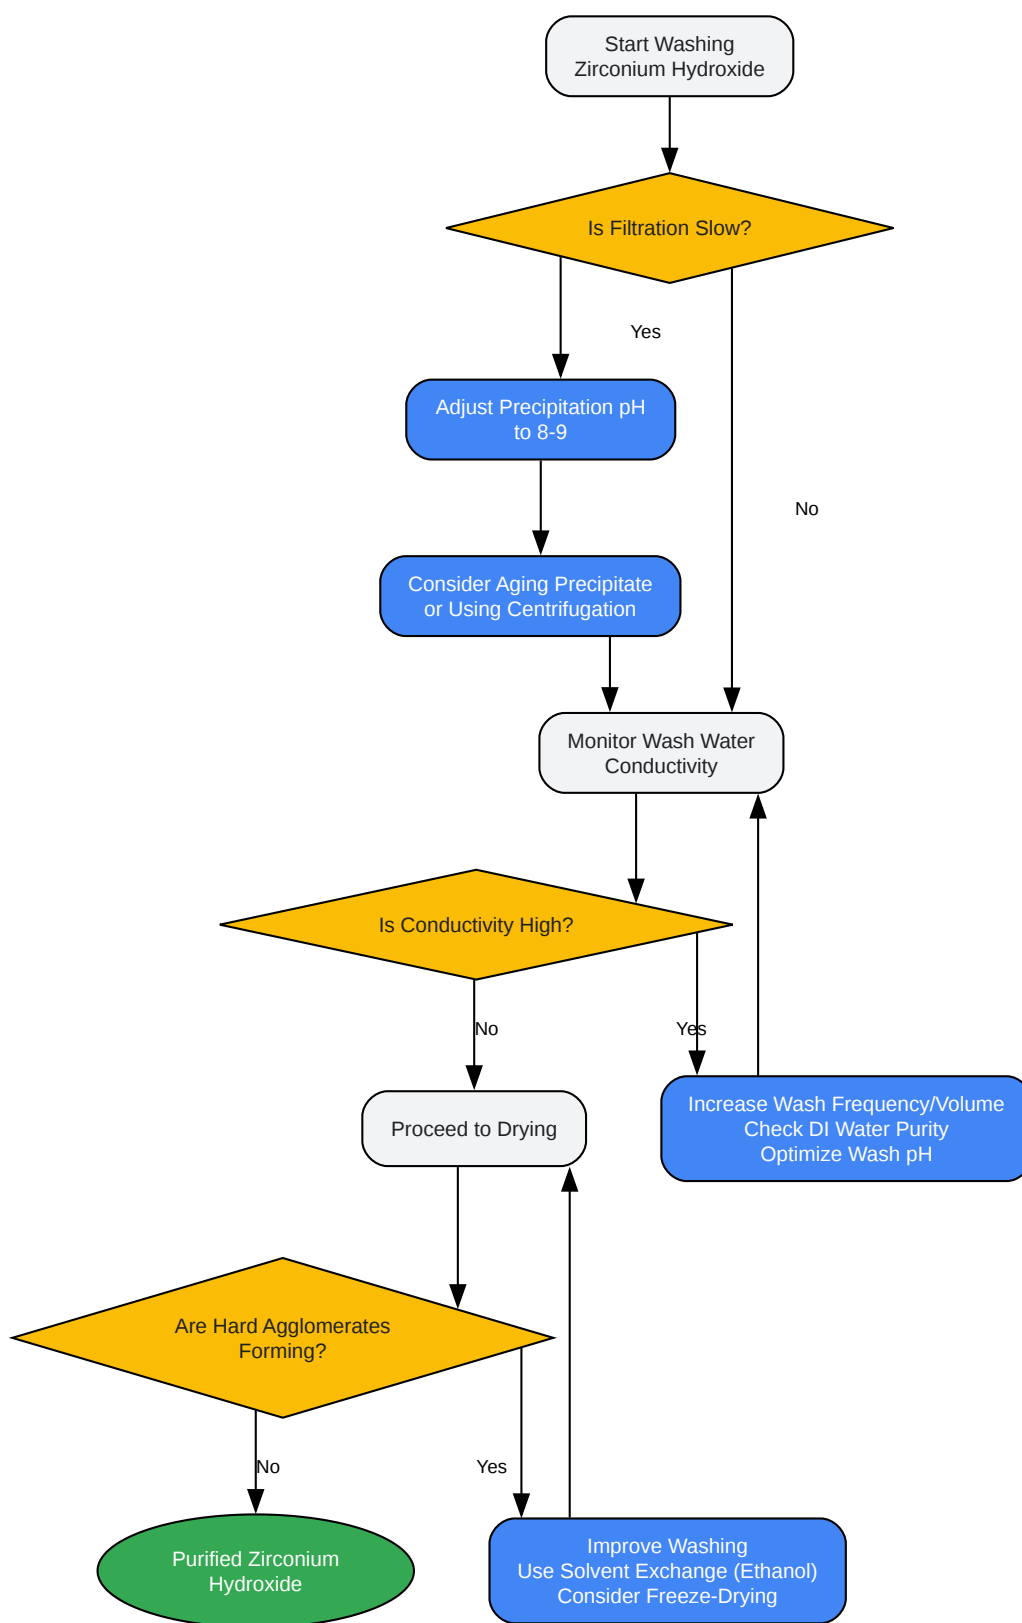 Start Washing
Zirconium Hydroxide
Is Filtration Slow?
Yes
Adjust Precipitation pH
to 8-9
No
Consider Aging Precipitate
or Using Centrifugation
Monitor Wash Water
Conductivity
Is Conductivity High?
No
Yes
Proceed to Drying
Increase Wash Frequency/Volume
Check DI Water Purity
Optimize Wash pH
Are Hard Agglomerates
Forming?
No
Yes
Purified Zirconium
Hydroxide
Improve Washing
Use Solvent Exchange (Ethanol)
Consider Freeze-Drying